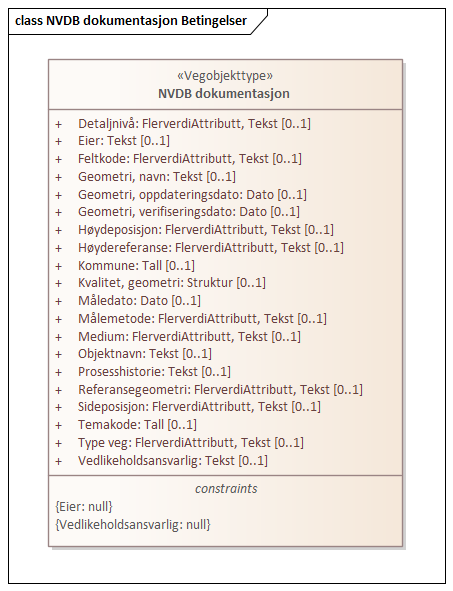 class NVDB dokumentasjon Betingelser
«Vegobjekttype»
NVDB dokumentasjon
+ Detaljnivå: FlerverdiAttributt, Tekst [0..1]
+ Eier: Tekst [0..1]
+ Feltkode: FlerverdiAttributt, Tekst [0..1]
+ Geometri, navn: Tekst [0..1]
+ Geometri, oppdateringsdato: Dato [0..1]
+ Geometri, verifiseringsdato: Dato [0..1]
+ Høydeposisjon: FlerverdiAttributt, Tekst [0..1]
+ Høydereferanse: FlerverdiAttributt, Tekst [0..1]
+ Kommune: Tall [0..1]
+ Kvalitet, geometri: Struktur [0..1]
+ Måledato: Dato [0..1]
+ Målemetode: FlerverdiAttributt, Tekst [0..1]
+ Medium: FlerverdiAttributt, Tekst [0..1]
+ Objektnavn: Tekst [0..1]
+ Prosesshistorie: Tekst [0..1]
+ Referansegeometri: FlerverdiAttributt, Tekst [0..1]
+ Sideposisjon: FlerverdiAttributt, Tekst [0..1]
+ Temakode: Tall [0..1]
+ Type veg: FlerverdiAttributt, Tekst [0..1]
+ Vedlikeholdsansvarlig: Tekst [0..1]
constraints
{Eier: null}
{Vedlikeholdsansvarlig: null}